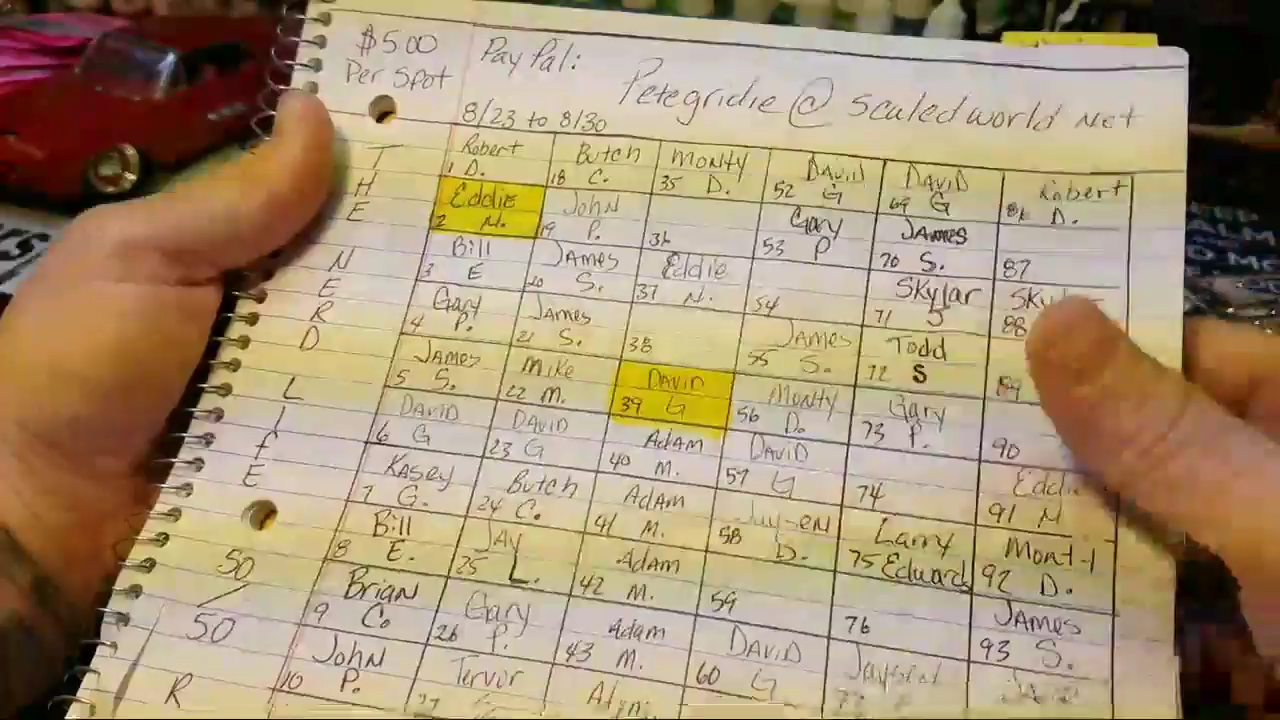 $5.00
Per Spot
PayPal:
Petegridie@scaledworld.net
8/23 to 8/30
THE
NERD
LIfE
50/50
R
Robert
1 D.
Butch
18 C.
Monty
35 D.
David
52 G
David
69 G
Robert
86 D.
Eddie
2 N.
John
19 P.
36
Gary
53 P
James
70 S.
87
Bill
3 E
James
20 S.
Eddie
37 N.
54
Skylar
71 S
88
Gary
4 P.
James
21 S.
38
James
55 S.
Todd
72 S
89
James
5 S.
Mike
22 M.
David
39 G
Monty
56 D.
Gary
73 P.
90
David
6 G
David
23 G
Adam
40 M.
David
57 G
74
91
Kasey
7 G.
Butch
24 C.
Adam
41 M.
58 D.
Larry
75 Edward
Mont-1
92 D.
Bill
8 E.
Jay
25 L.
Adam
42 M.
59
76
James
93 S.
Brian
9 C.
Gary
26 P.
Adam
43 M.
David
60 G
John
10 P.
Tervor